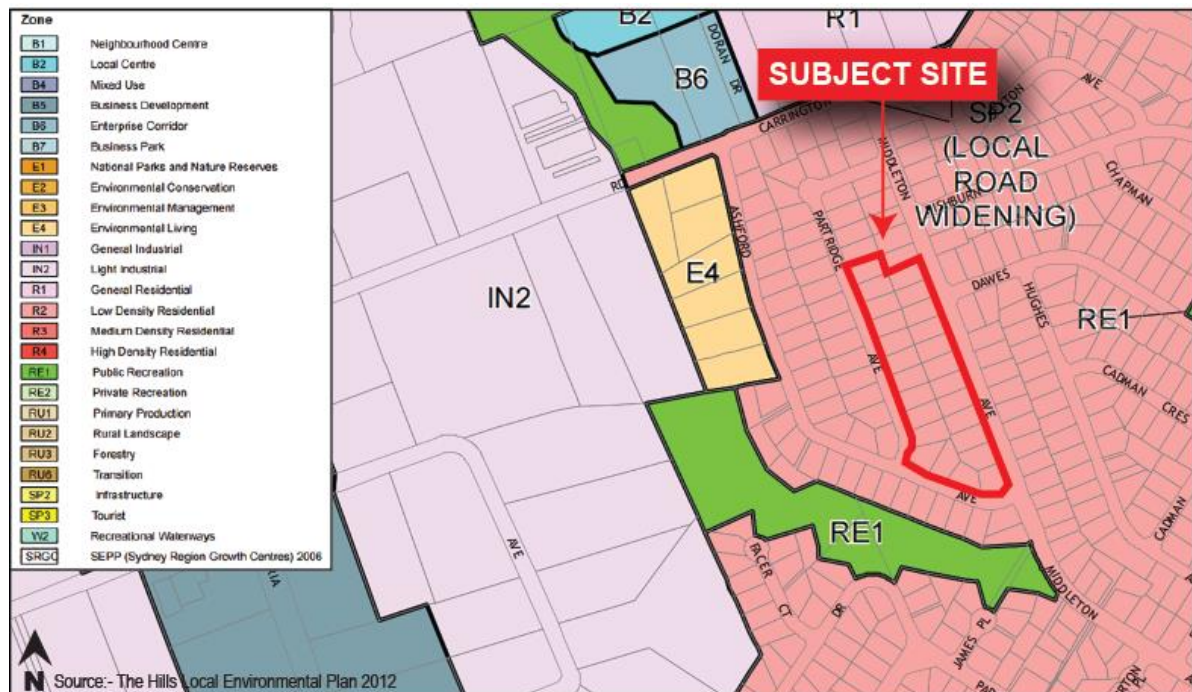 Zone
B1 Neighbourhood Centre
B2 Local Centre
B4 Mixed Use
B5 Business Development
B6 Enterprise Corridor
B7 Business Park
E1 National Parks and Nature Reserves
E2 Environmental Conservation
E3 Environmental Management
E4 Environmental Living
IN1 General Industrial
IN2 Light Industrial
R1 General Residential
R2 Low Density Residential
R3 Medium Density Residential
R4 High Density Residential
RE1 Public Recreation
RE2 Private Recreation
RU1 Primary Production
RU2 Rural Landscape
RU3 Forestry
RU6 Transition
SP2 Infrastructure
SP3 Tourist
W2 Recreational Waterways
SEPP (Sydney Region Growth Centres) 2006
B2
R1
DORAN DR
B6
SUBJECT SITE
AVE
CARRINGTON
RD
SP2
(LOCAL
ROAD
WIDENING)
MIDDLETON
CHAPMAN
ASHFORD
PARTRIDGE
E4
IN2
DAWES
HUGHES
RE1
AVE
AVE
CADMAN
CRES
AVE
CADMAN
AVE
RE1
PACER
CT
DR
JAMES PL
MIDDLETON
PL
N Source:- The Hills Local Environmental Plan 2012